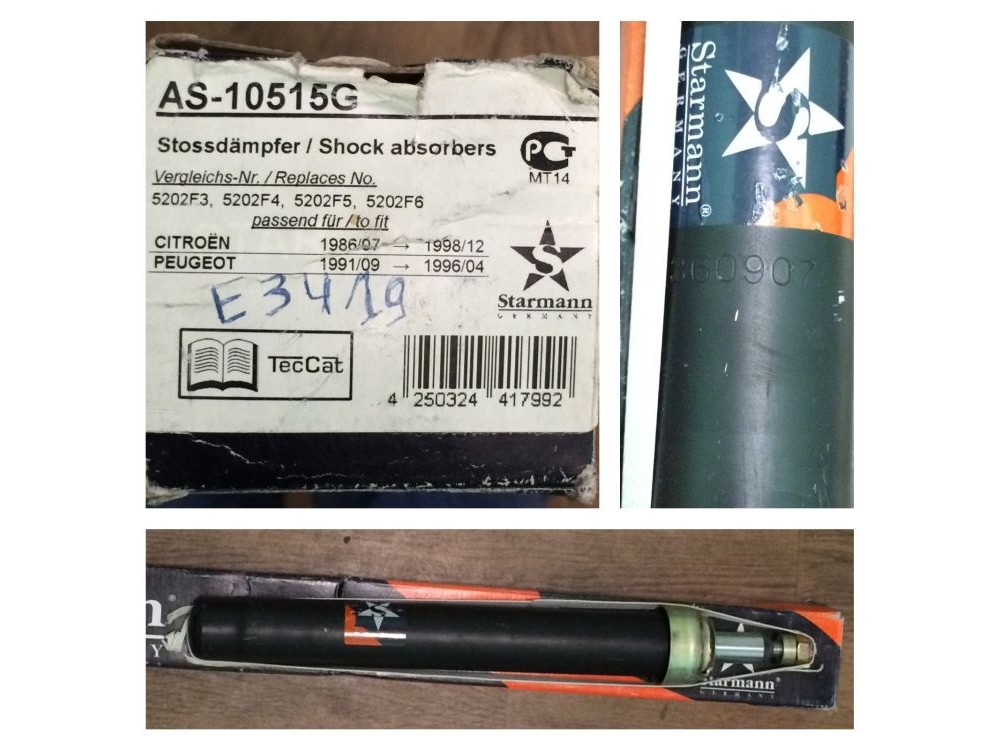 AS-10515G
Stossdämpfer / Shock absorbers
PCT
MT14
Vergleichs-Nr. / Replaces No.
5202F3, 5202F4, 5202F5, 5202F6
passend für / to fit
CITROËN 1986/07 → 1998/12
PEUGEOT 1991/09 → 1996/04
S
Starmann
GERMANY
E3419
TecCat
4 250324 417992
Starmann®
GERMANY
S
360907
n®
Y
S
Starmann®
GERMANY